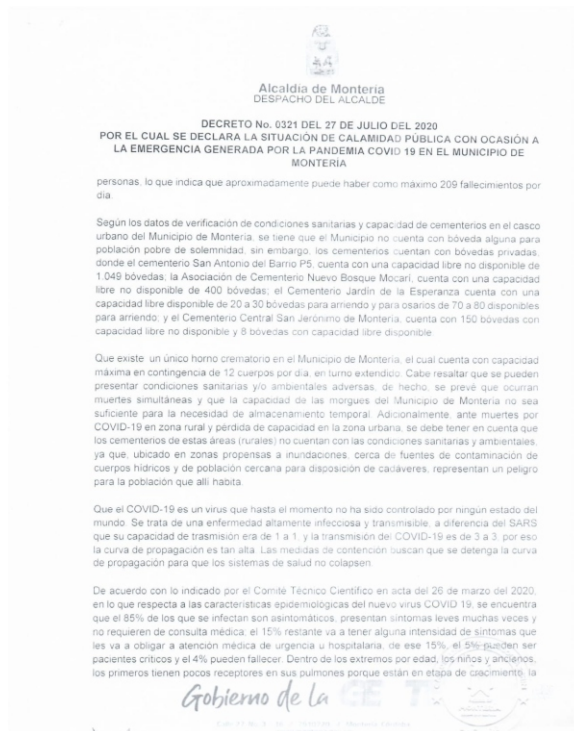 Alcaldía de Montería
DESPACHO DEL ALCALDE
DECRETO No. 0321 DEL 27 DE JULIO DEL 2020
POR EL CUAL SE DECLARA LA SITUACIÓN DE CALAMIDAD PÚBLICA CON OCASIÓN A
LA EMERGENCIA GENERADA POR LA PANDEMIA COVID 19 EN EL MUNICIPIO DE
MONTERÍA
personas, lo que indica que aproximadamente puede haber como máximo 209 fallecimientos por
día.
Según los datos de verificación de condiciones sanitarias y capacidad de cementerios en el casco
urbano del Municipio de Montería, se tiene que el Municipio no cuenta con bóveda alguna para
población pobre de solemnidad, sin embargo, los cementerios cuentan con bóvedas privadas,
donde el cementerio San Antonio del Barrio P5, cuenta con una capacidad libre no disponible de
1.049 bóvedas; la Asociación de Cementerio Nuevo Bosque Mocarí, cuenta con una capacidad
libre no disponible de 400 bóvedas; el Cementerio Jardín de la Esperanza cuenta con una
capacidad libre disponible de 20 a 30 bóvedas para arriendo y para osarios de 70 a 80 disponibles
para arriendo; y el Cementerio Central San Jerónimo de Montería, cuenta con 150 bóvedas con
capacidad libre no disponible y 8 bóvedas con capacidad libre disponible.
Que existe un único horno crematorio en el Municipio de Montería, el cual cuenta con capacidad
máxima en contingencia de 12 cuerpos por día, en turno extendido. Cabe resaltar que se pueden
presentar condiciones sanitarias y/o ambientales adversas, de hecho, se prevé que ocurran
muertes simultáneas y que la capacidad de las morgues del Municipio de Montería no sea
suficiente para la necesidad de almacenamiento temporal. Adicionalmente, ante muertes por
COVID-19 en zona rural y pérdida de capacidad en la zona urbana, se debe tener en cuenta que
los cementerios de estas áreas (rurales) no cuentan con las condiciones sanitarias y ambientales,
ya que, ubicado en zonas propensas a inundaciones, cerca de fuentes de contaminación de
cuerpos hídricos y de población cercana para disposición de cadáveres, representan un peligro
para la población que allí habita.
Que el COVID-19 es un virus que hasta el momento no ha sido controlado por ningún estado del
mundo. Se trata de una enfermedad altamente infecciosa y transmisible, a diferencia del SARS
que su capacidad de trasmisión era de 1 a 1, y la transmisión del COVID-19 es de 3 a 3, por eso
la curva de propagación es tan alta. Las medidas de contención buscan que se detenga la curva
de propagación para que los sistemas de salud no colapsen.
De acuerdo con lo indicado por el Comité Técnico Científico en acta del 26 de marzo del 2020,
en lo que respecta a las características epidemiológicas del nuevo virus COVID 19, se encuentra
que el 85% de los que se infectan son asintomáticos, presentan síntomas leves muchas veces y
no requieren de consulta médica; el 15% restante va a tener alguna intensidad de síntomas que
les va a obligar a atención médica de urgencia u hospitalaria, de ese 15%, el 5% pueden ser
pacientes críticos y el 4% pueden fallecer. Dentro de los extremos por edad, los niños y ancianos,
los primeros tienen pocos receptores en sus pulmones porque están en etapa de crecimiento, la
Gobierno de la GE T